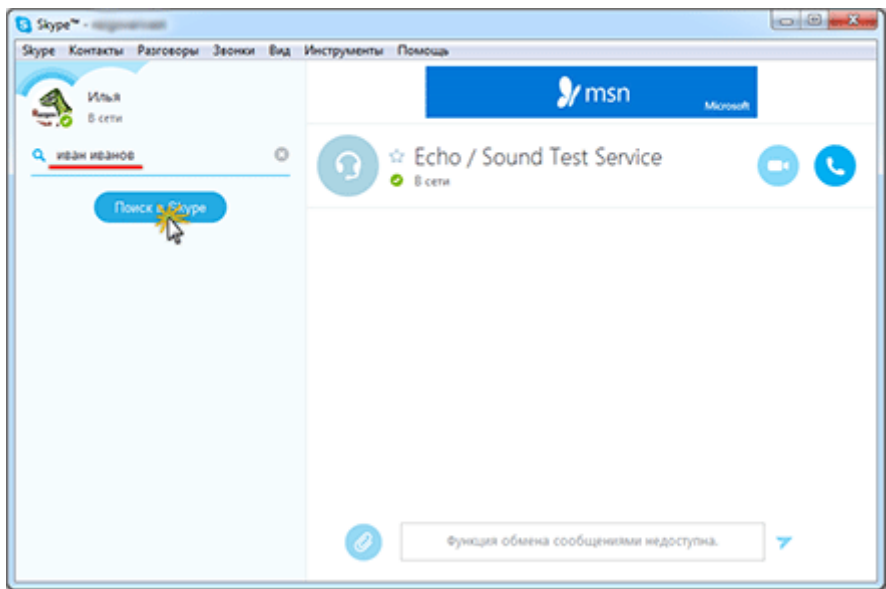 Skype™ -
Skype Контакты Разговоры Звонки Вид Инструменты Помощь
Илья
В сети
иван иванов
Поиск в Skype
msn
Microsoft
Echo / Sound Test Service
В сети
Функция обмена сообщениями недоступна.